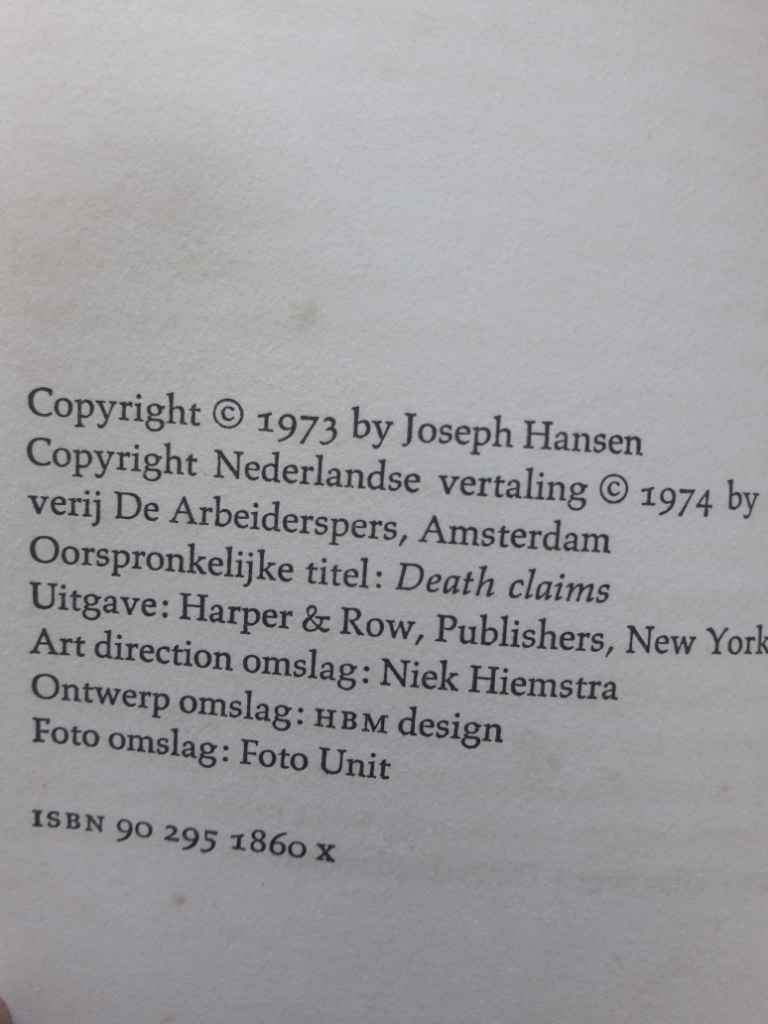 Copyright © 1973 by Joseph Hansen
Copyright Nederlandse vertaling © 1974 by
verij De Arbeiderspers, Amsterdam
Oorspronkelijke titel: Death claims
Uitgave: Harper & Row, Publishers, New York
Art direction omslag: Niek Hiemstra
Ontwerp omslag: HBM design
Foto omslag: Foto Unit
ISBN 90 295 1860 x